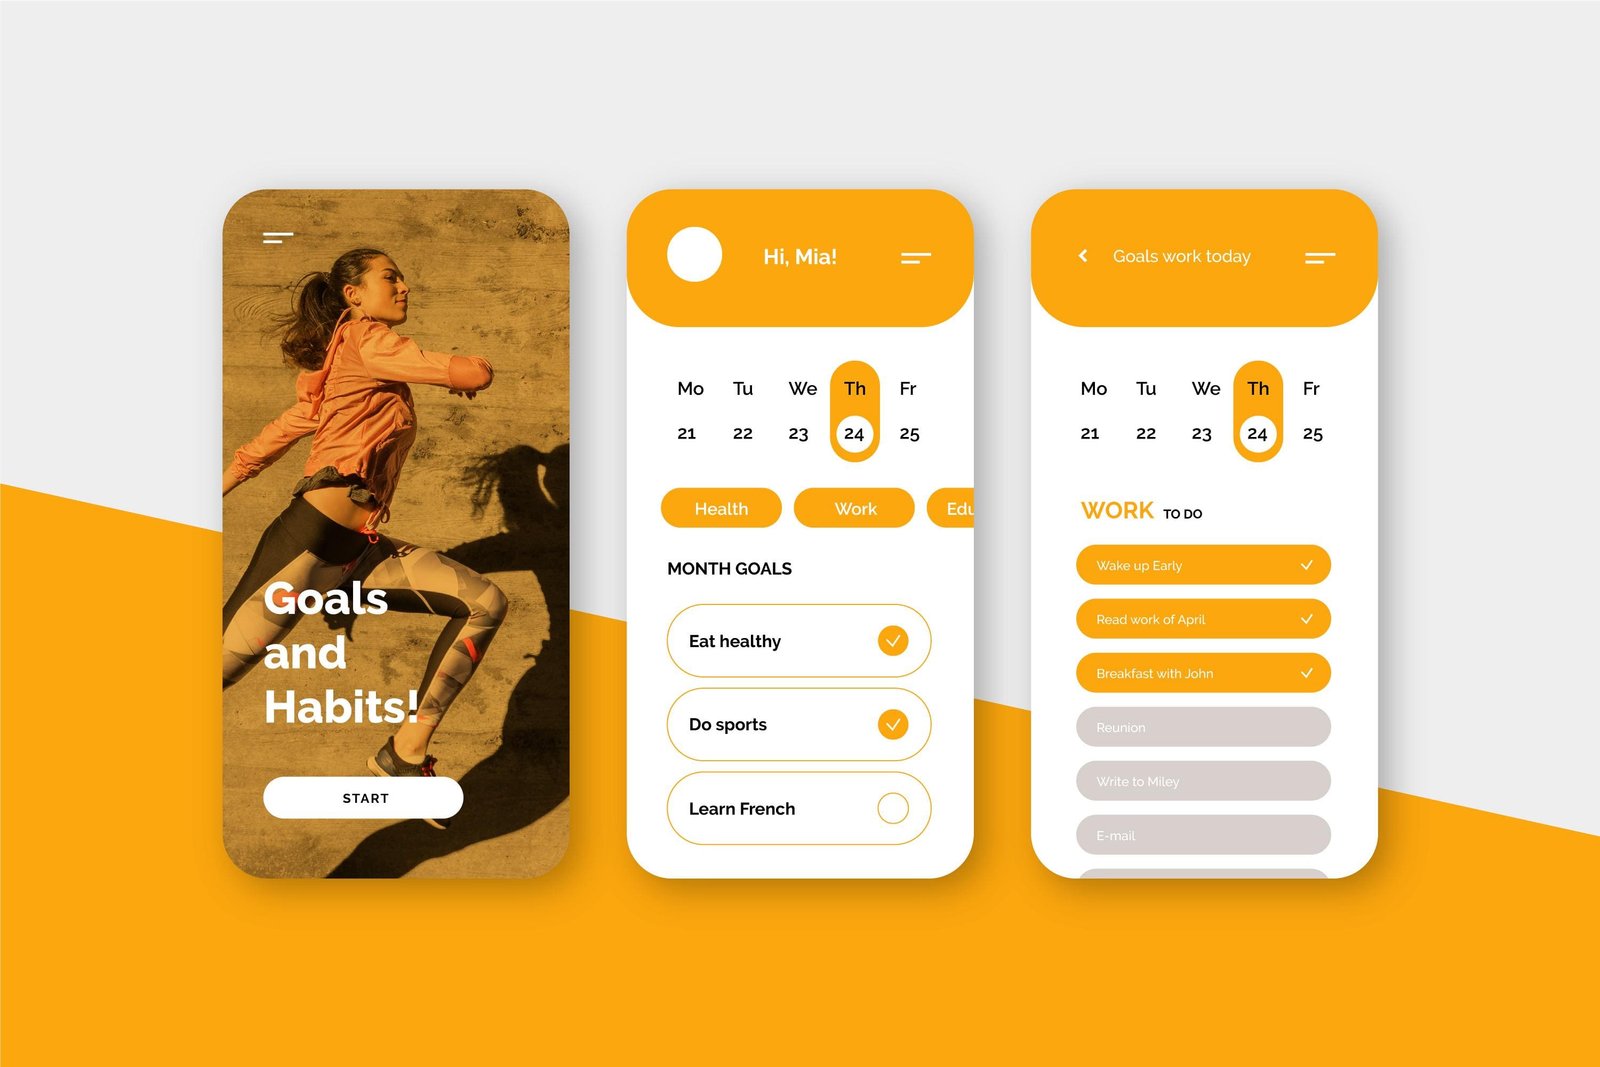 Goals
and
Habits!
START
Hi, Mia!
Mo Tu We Th Fr
21 22 23 24 25
Health Work Edu
MONTH GOALS
Eat healthy
Do sports
Learn French
Goals work today
Mo Tu We Th Fr
21 22 23 24 25
WORK TO DO
Wake up Early
Read work of April
Breakfast with John
Reunion
Write to Miley
E-mail